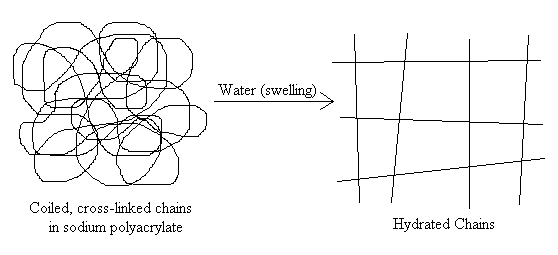 Water (swelling)
Coiled, cross-linked chains
in sodium polyacrylate
Hydrated Chains